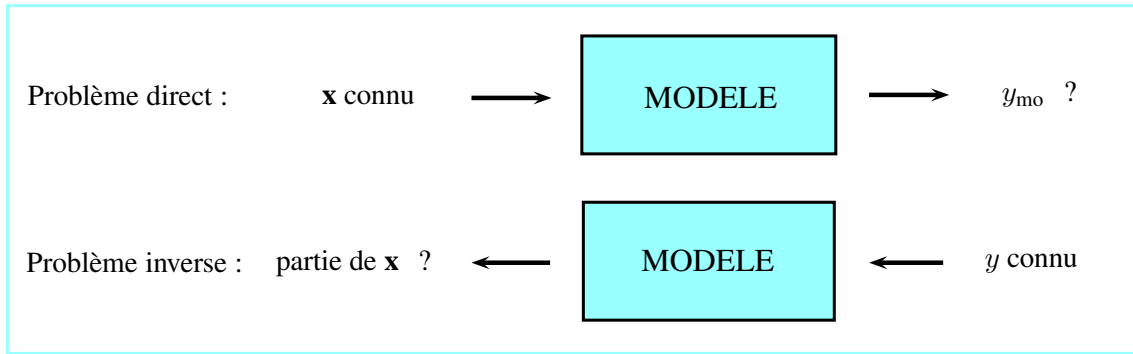 Problème direct : x connu MODELE y_mo ?
Problème inverse : partie de x ? MODELE y connu